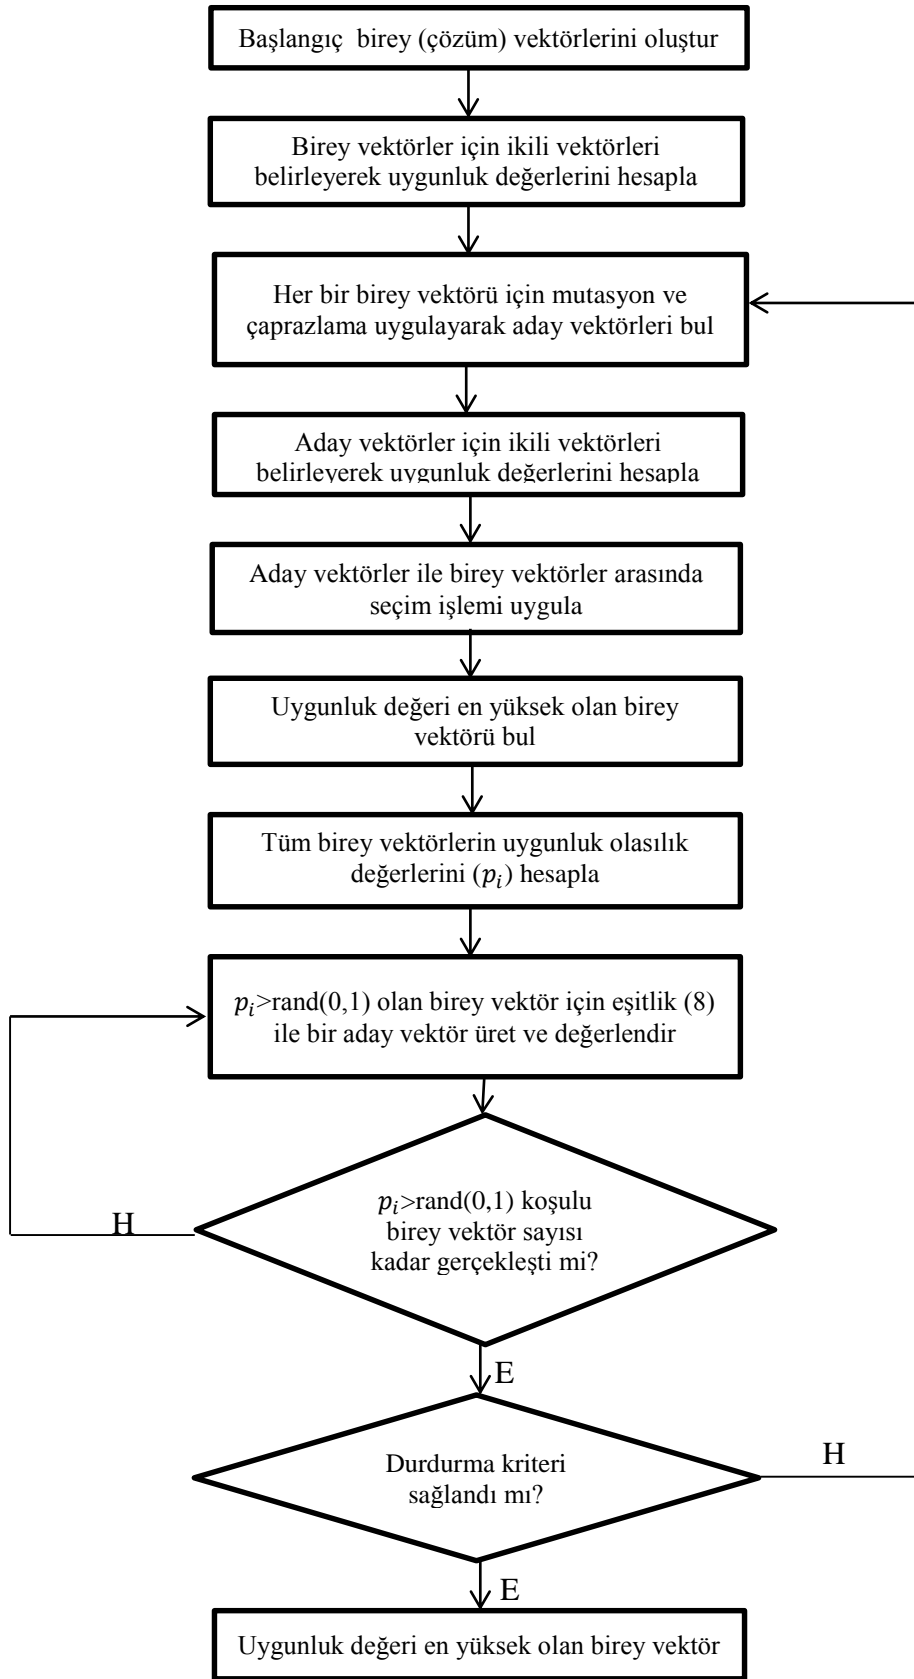 Başlangıç birey (çözüm) vektörlerini oluştur
Birey vektörler için ikili vektörleri
belirleyerek uygunluk değerlerini hesapla
Her bir birey vektörü için mutasyon ve
çaprazlama uygulayarak aday vektörleri bul
Aday vektörler için ikili vektörleri
belirleyerek uygunluk değerlerini hesapla
Aday vektörler ile birey vektörler arasında
seçim işlemi uygula
Uygunluk değeri en yüksek olan birey
vektörü bul
Tüm birey vektörlerin uygunluk olasılık
değerlerini (pᵢ) hesapla
pᵢ>rand(0,1) olan birey vektör için eşitlik (8)
ile bir aday vektör üret ve değerlendir
pᵢ>rand(0,1) koşulu
birey vektör sayısı
kadar gerçekleşti mi?
H
E
Durdurma kriteri
sağlandı mı?
H
E
Uygunluk değeri en yüksek olan birey vektör